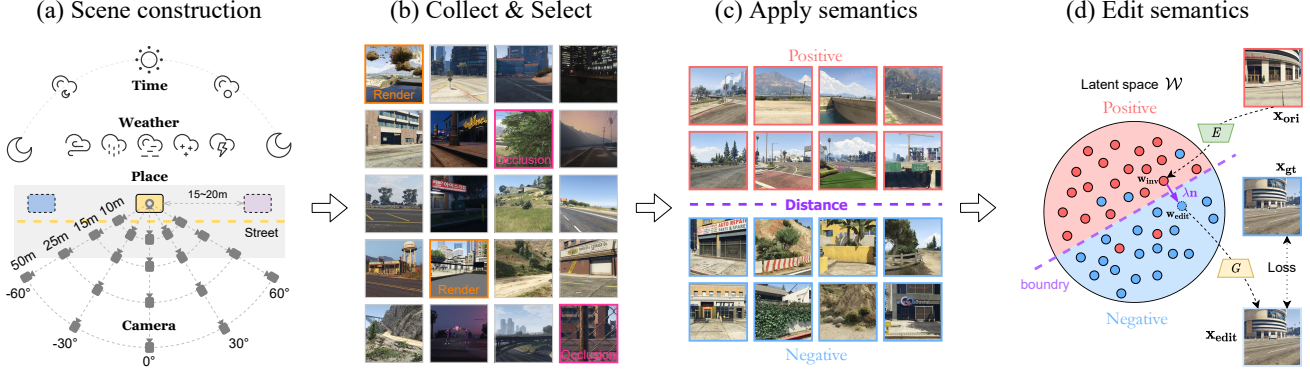 (a) Scene construction
Time
Weather
Place
15~20m
10m
15m
25m
50m
Street
-60°
60°
Camera
-30°
30°
0°
(b) Collect & Select
Render
Occlusion
Render
Occlusion
(c) Apply semantics
Positive
Distance
AUTO REPAIR
Negative
(d) Edit semantics
Latent space 𝒲
Positive
x_ori
E
w_inv
λn
x_gt
w_edit
G
Loss
boundry
Negative
x_edit